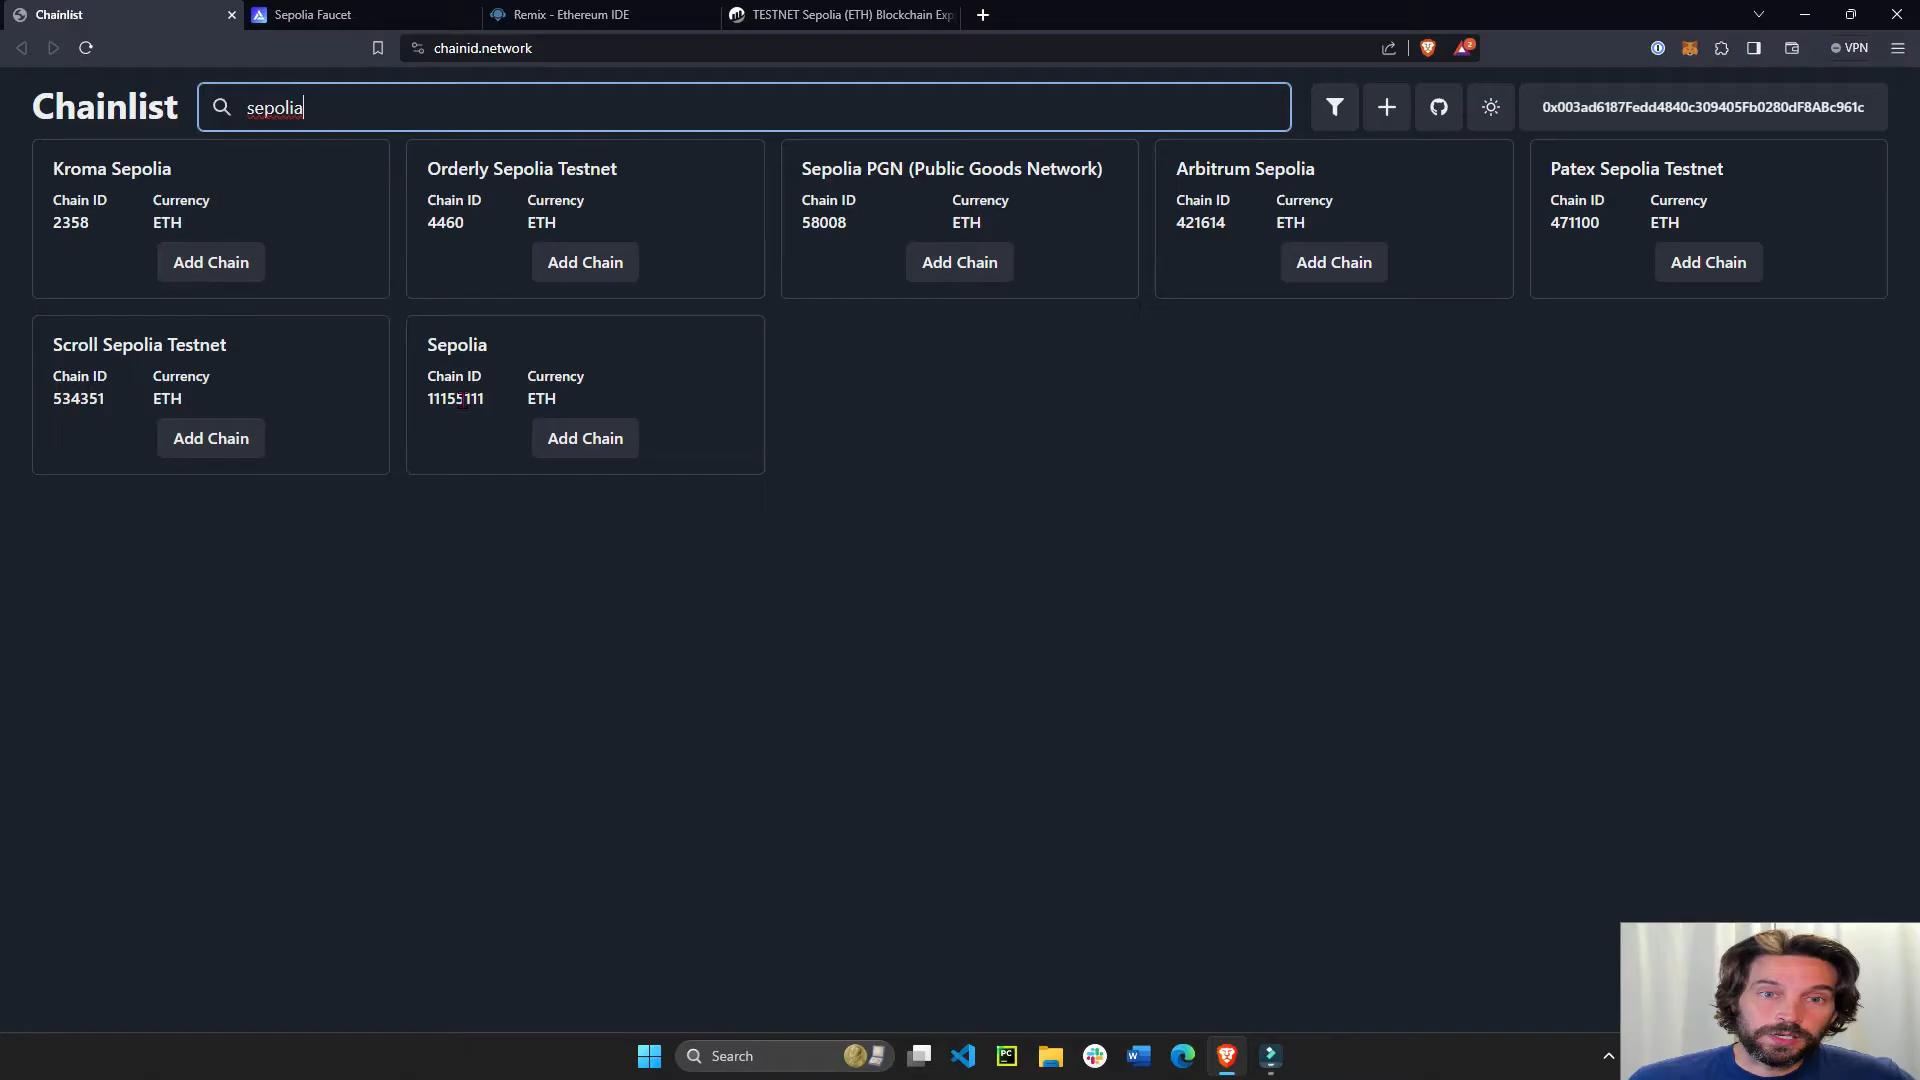 Chainlist
Sepolia Faucet
Remix - Ethereum IDE
TESTNET Sepolia (ETH) Blockchain Exp
chainid.network
2
VPN
Chainlist
sepolia
0x003ad6187Fedd4840c309405Fb0280dF8ABc961c
Kroma Sepolia
Chain ID Currency
2358 ETH
Add Chain
Orderly Sepolia Testnet
Chain ID Currency
4460 ETH
Add Chain
Sepolia PGN (Public Goods Network)
Chain ID Currency
58008 ETH
Add Chain
Arbitrum Sepolia
Chain ID Currency
421614 ETH
Add Chain
Patex Sepolia Testnet
Chain ID Currency
471100 ETH
Add Chain
Scroll Sepolia Testnet
Chain ID Currency
534351 ETH
Add Chain
Sepolia
Chain ID Currency
11155111 ETH
Add Chain
Search
PC
W